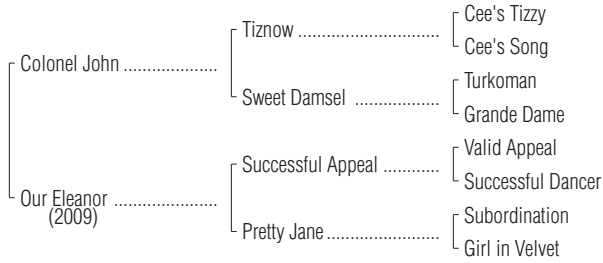 Cee's Tizzy
Tiznow
Cee's Song
Colonel John
Turkoman
Sweet Damsel
Grande Dame
Valid Appeal
Successful Appeal
Successful Dancer
Our Eleanor
(2009)
Subordination
Pretty Jane
Girl in Velvet